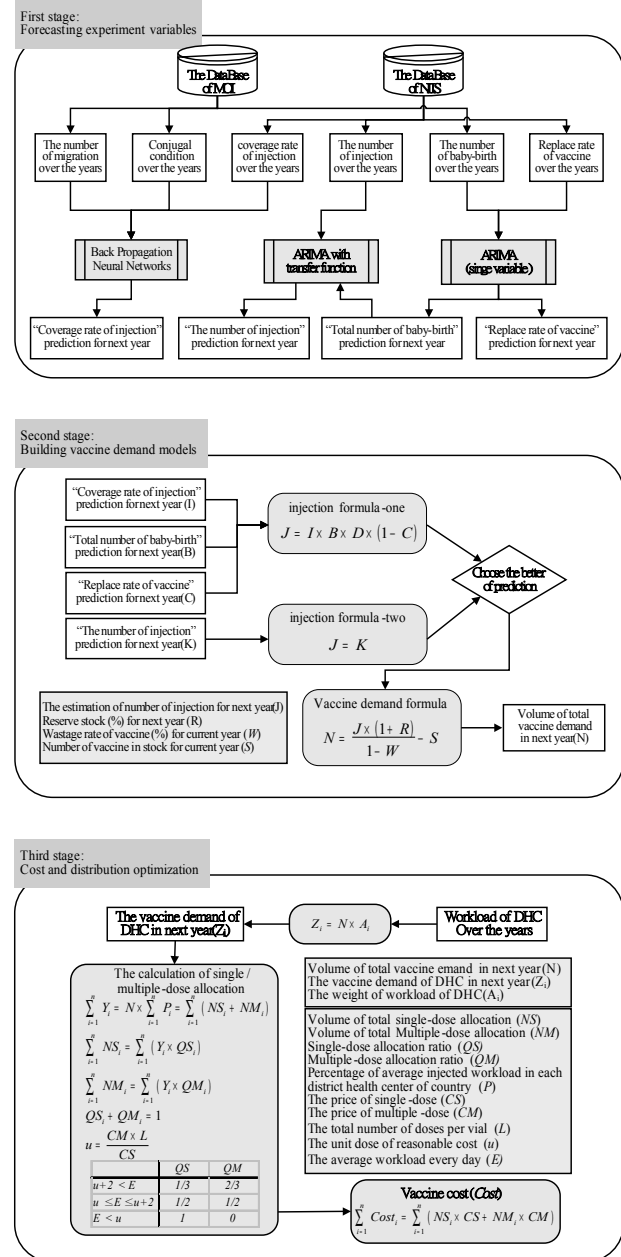 First stage:
Forecasting experiment variables
The DataBase
of MOI
The DataBase
of NIIS
The number
of migration
over the years
Conjugal
condition
over the years
coverage rate
of injection
over the years
The number of
injection
over the years
The number of
baby-birth
over the years
Replace rate
of vaccine
over the years
Back Propagation
Neural Networks
ARIMA with
transfer function
ARIMA
(singe variable)
“Coverage rate of injection”
prediction for next year
“The number of injection”
prediction for next year
“Total number of baby-birth”
prediction for next year
“Replace rate of vaccine”
prediction for next year
Second stage:
Building vaccine demand models
“Coverage rate of injection”
prediction for next year (I)
“Total number of baby-birth”
prediction for next year(B)
“Replace rate of vaccine”
prediction for next year(C)
“The number of injection”
prediction for next year(K)
injection formula -one
J = I × B × D × (1 - C)
injection formula -two
J = K
Choose the better
of prediction
The estimation of number of injection for next year(J)
Reserve stock (%) for next year (R)
Wastage rate of vaccine (%) for current year (W)
Number of vaccine in stock for current year (S)
Vaccine demand formula
N = J × (1 + R) / 1 - W - S
Volume of total
vaccine demand
in next year(N)
Third stage:
Cost and distribution optimization
The vaccine demand of
DHC in next year(Zi)
Zi = N × Ai
Workload of DHC
Over the years
The calculation of single /
multiple-dose allocation
∑ i=1 n Yi = N × ∑ i=1 n Pi = ∑ i=1 n (NSi + NMi)
∑ i=1 n NSi = ∑ i=1 n (Yi × QSi)
∑ i=1 n NMi = ∑ i=1 n (Yi × QMi)
QSi + QMi = 1
u = CM × L / CS
QS QM
u+2 < E 1/3 2/3
u ≤E ≤u+2 1/2 1/2
E < u 1 0
Volume of total vaccine emand in next year(N)
The vaccine demand of DHC in next year(Zi)
The weight of workload of DHC(Ai)
Volume of total single-dose allocation (NS)
Volume of total Multiple-dose allocation (NM)
Single-dose allocation ratio (QS)
Multiple-dose allocation ratio (QM)
Percentage of average injected workload in each
district health center of country (P)
The price of single -dose (CS)
The price of multiple -dose (CM)
The total number of doses per vial (L)
The unit dose of reasonable cost (u)
The average workload every day (E)
Vaccine cost (Cost)
∑ i=1 n Costi = ∑ i=1 n (NSi × CS + NMi × CM)